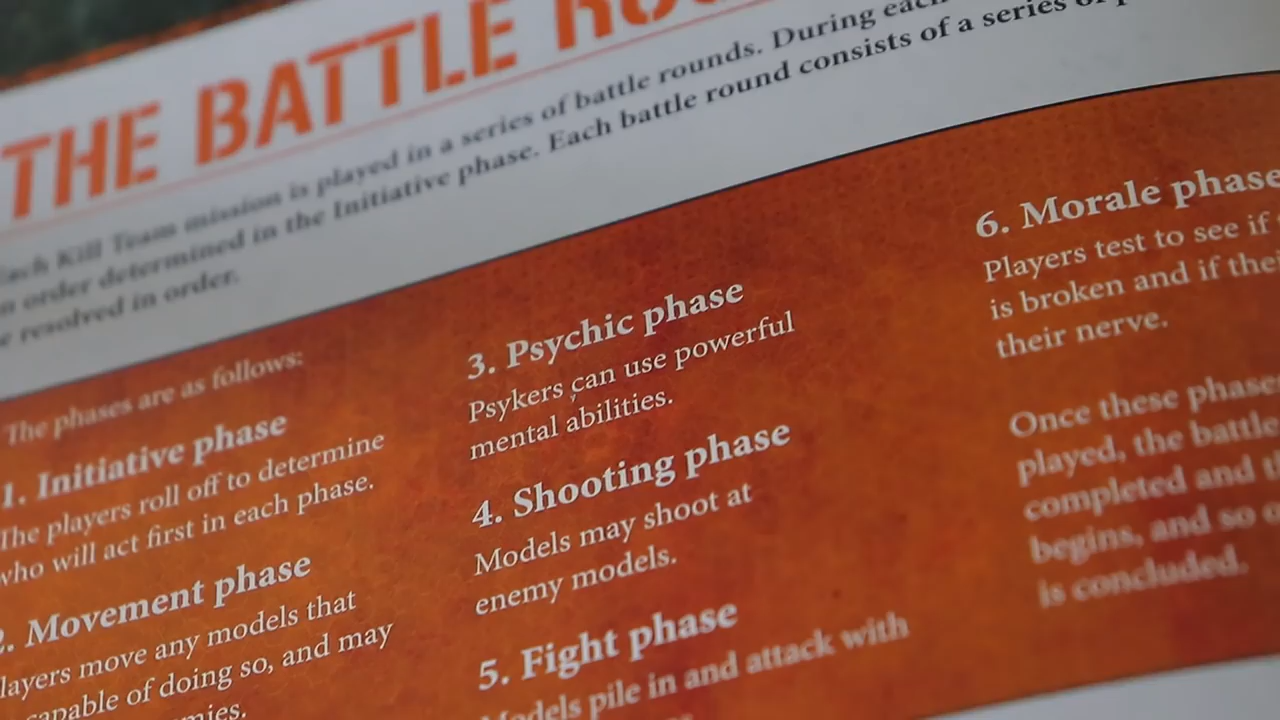 THE BATTLE
Each Kill Team mission is played in a series of battle rounds. During each
order determined in the Initiative phase. Each battle round consists of a series of
resolved in order.
The phases are as follows:
1. Initiative phase
The players roll off to determine
who will act first in each phase.
2. Movement phase
layers move any models that
capable of doing so, and may
mies.
3. Psychic phase
Psykers can use powerful
mental abilities.
4. Shooting phase
Models may shoot at
enemy models.
5. Fight phase
Models pile in and attack with
6. Morale phase
Players test to see if
is broken and if their
their nerve.
Once these phases
played, the battle
completed and
begins, and so
is concluded.